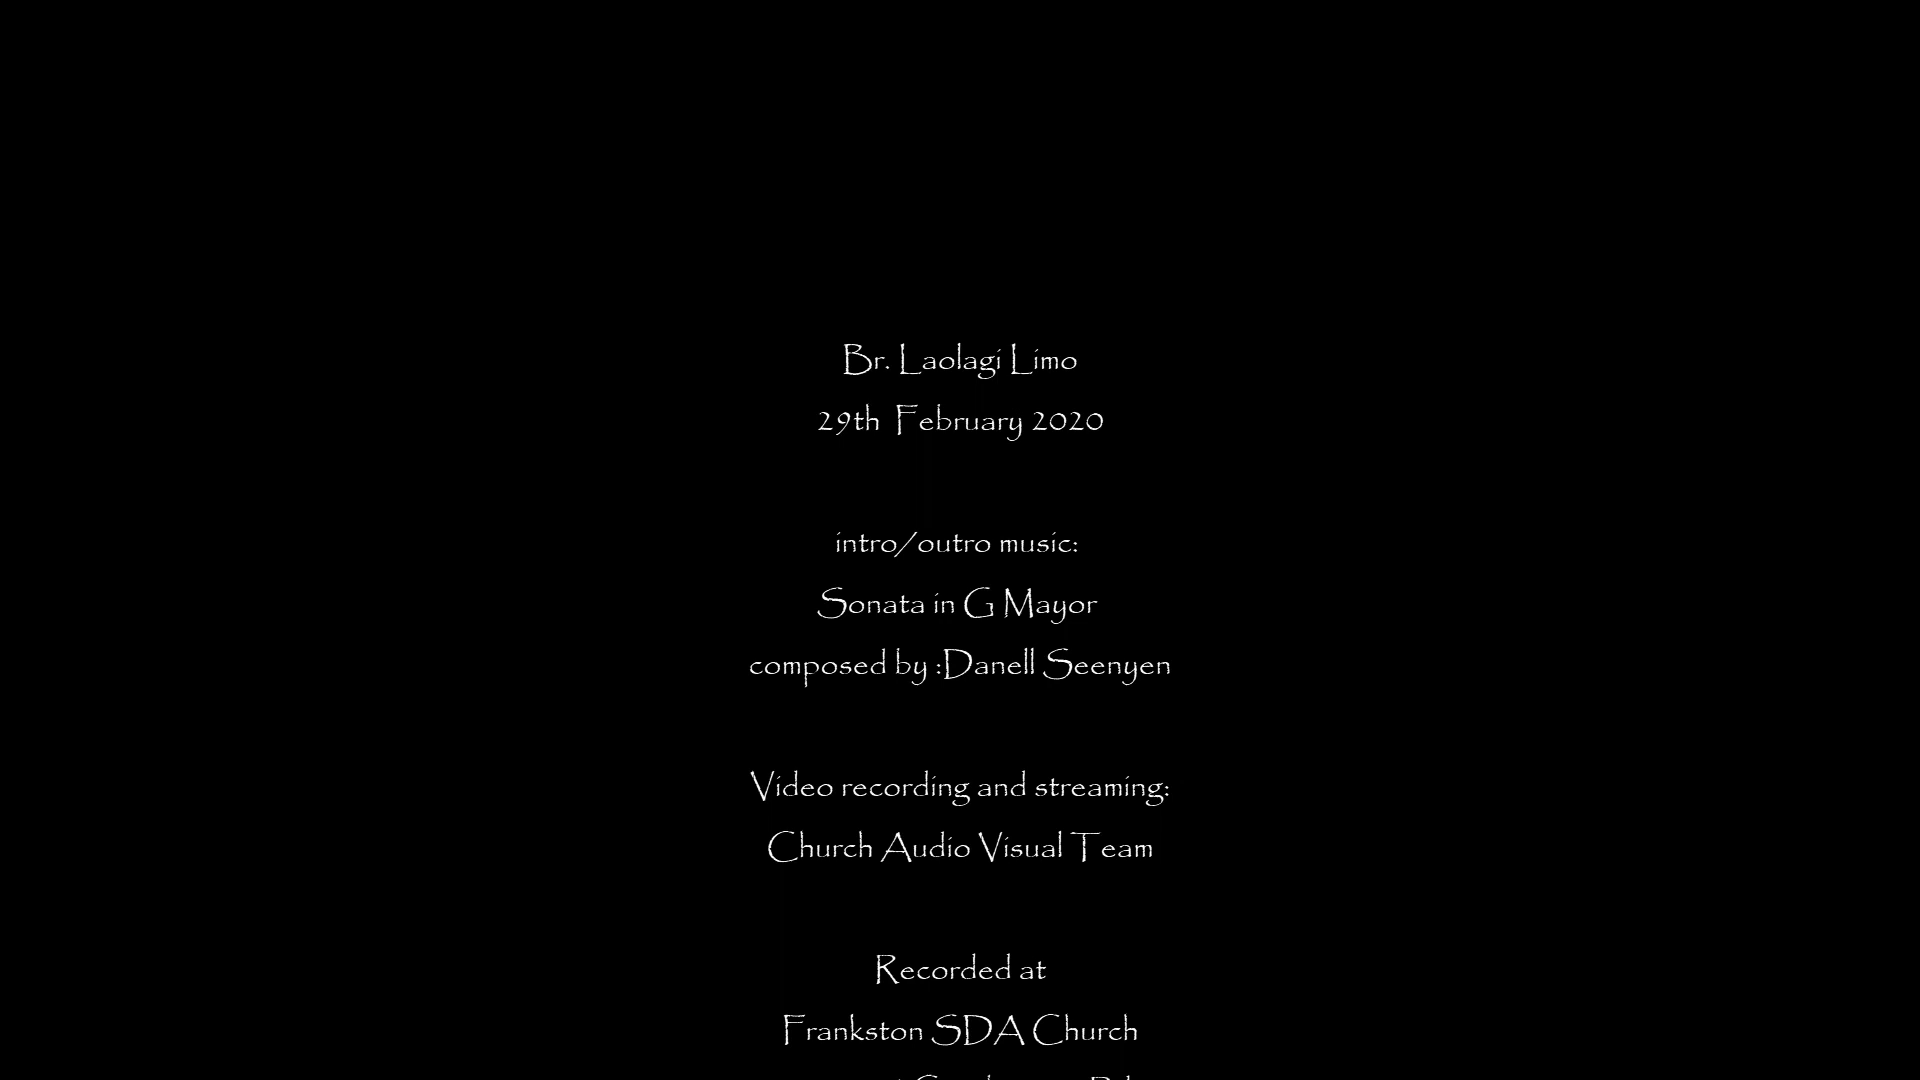 Br. Laolagi Limo
29th February 2020
intro/outro music:
Sonata in G Mayor
composed by :Danell Seenyen
Video recording and streaming:
Church Audio Visual Team
Recorded at
Frankston SDA Church